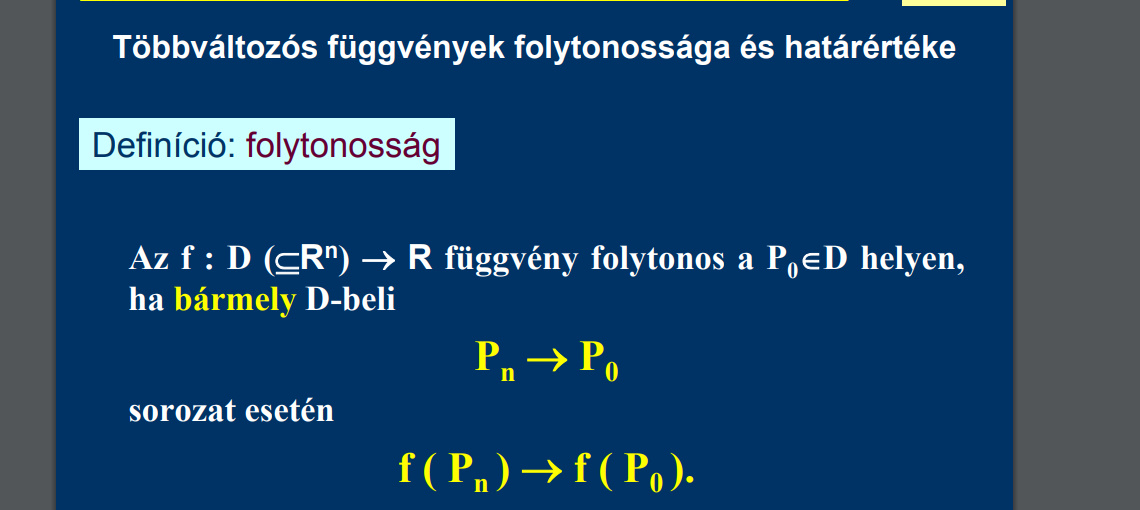 Többváltozós függvények folytonossága és határértéke
Definíció: folytonosság
Az f : D (⊆Rⁿ) → R függvény folytonos a P₀∈D helyen,
ha bármely D-beli
Pₙ → P₀
sorozat esetén
f ( Pₙ ) → f ( P₀ ).